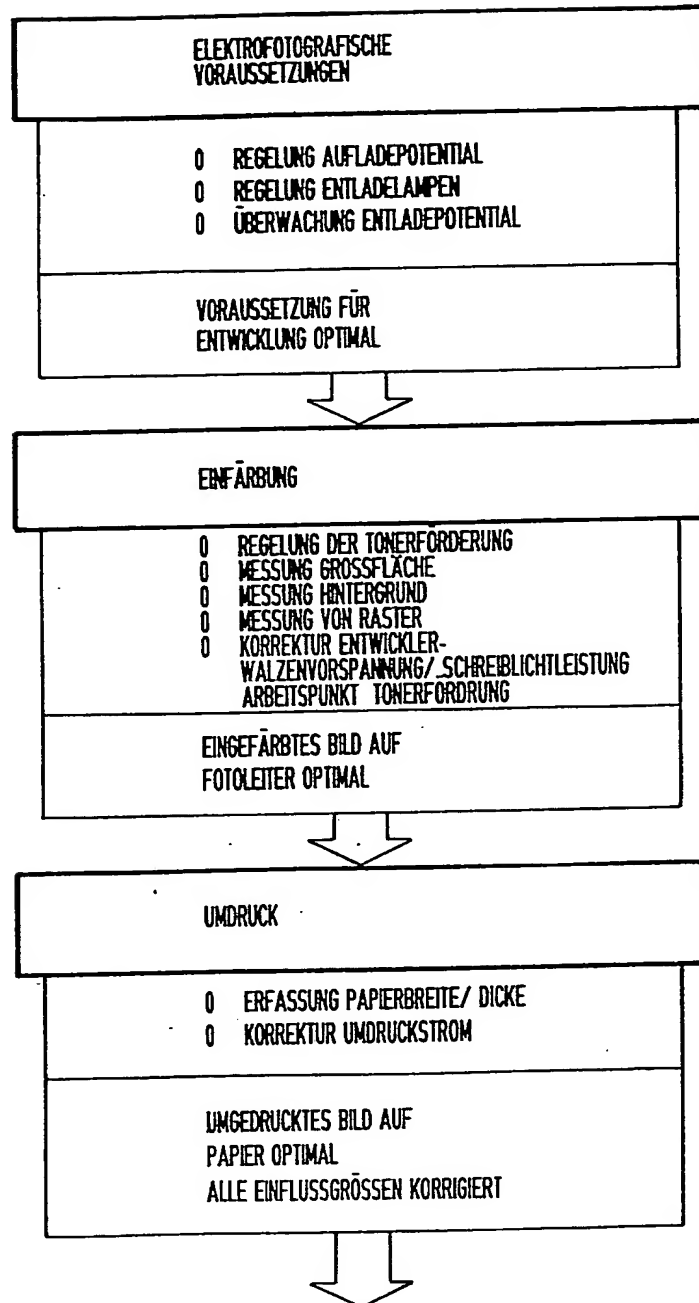 ELEKTROFOTOGRAFISCHE
VORAUSSETZUNGEN
0 REGELUNG AUFLADEPOTENTIAL
0 REGELUNG ENTLADELAMPEN
0 ÜBERWACHUNG ENTLADEPOTENTIAL
VORAUSSETZUNG FÜR
ENTWICKLUNG OPTIMAL
EINFÄRBUNG
0 REGELUNG DER TONERFÖRDERUNG
0 MESSUNG GROSSFLÄCHE
0 MESSUNG HINTERGRUND
0 MESSUNG VON RASTER
0 KORREKTUR ENTWICKLER-
WALZENVORSPANNUNG/ SCHREIBLICHTLEISTUNG
ARBEITSPUNKT TONERFORDRUNG
EINGEFÄRBTES BILD AUF
FOTOLEITER OPTIMAL
UMDRUCK
0 ERFASSUNG PAPIERBREITE/ DICKE
0 KORREKTUR UMDRUCKSTROM
UMGEDRUCKTES BILD AUF
PAPIER OPTIMAL
ALLE EINFLUSSGRÖSSEN KORRIGIERT